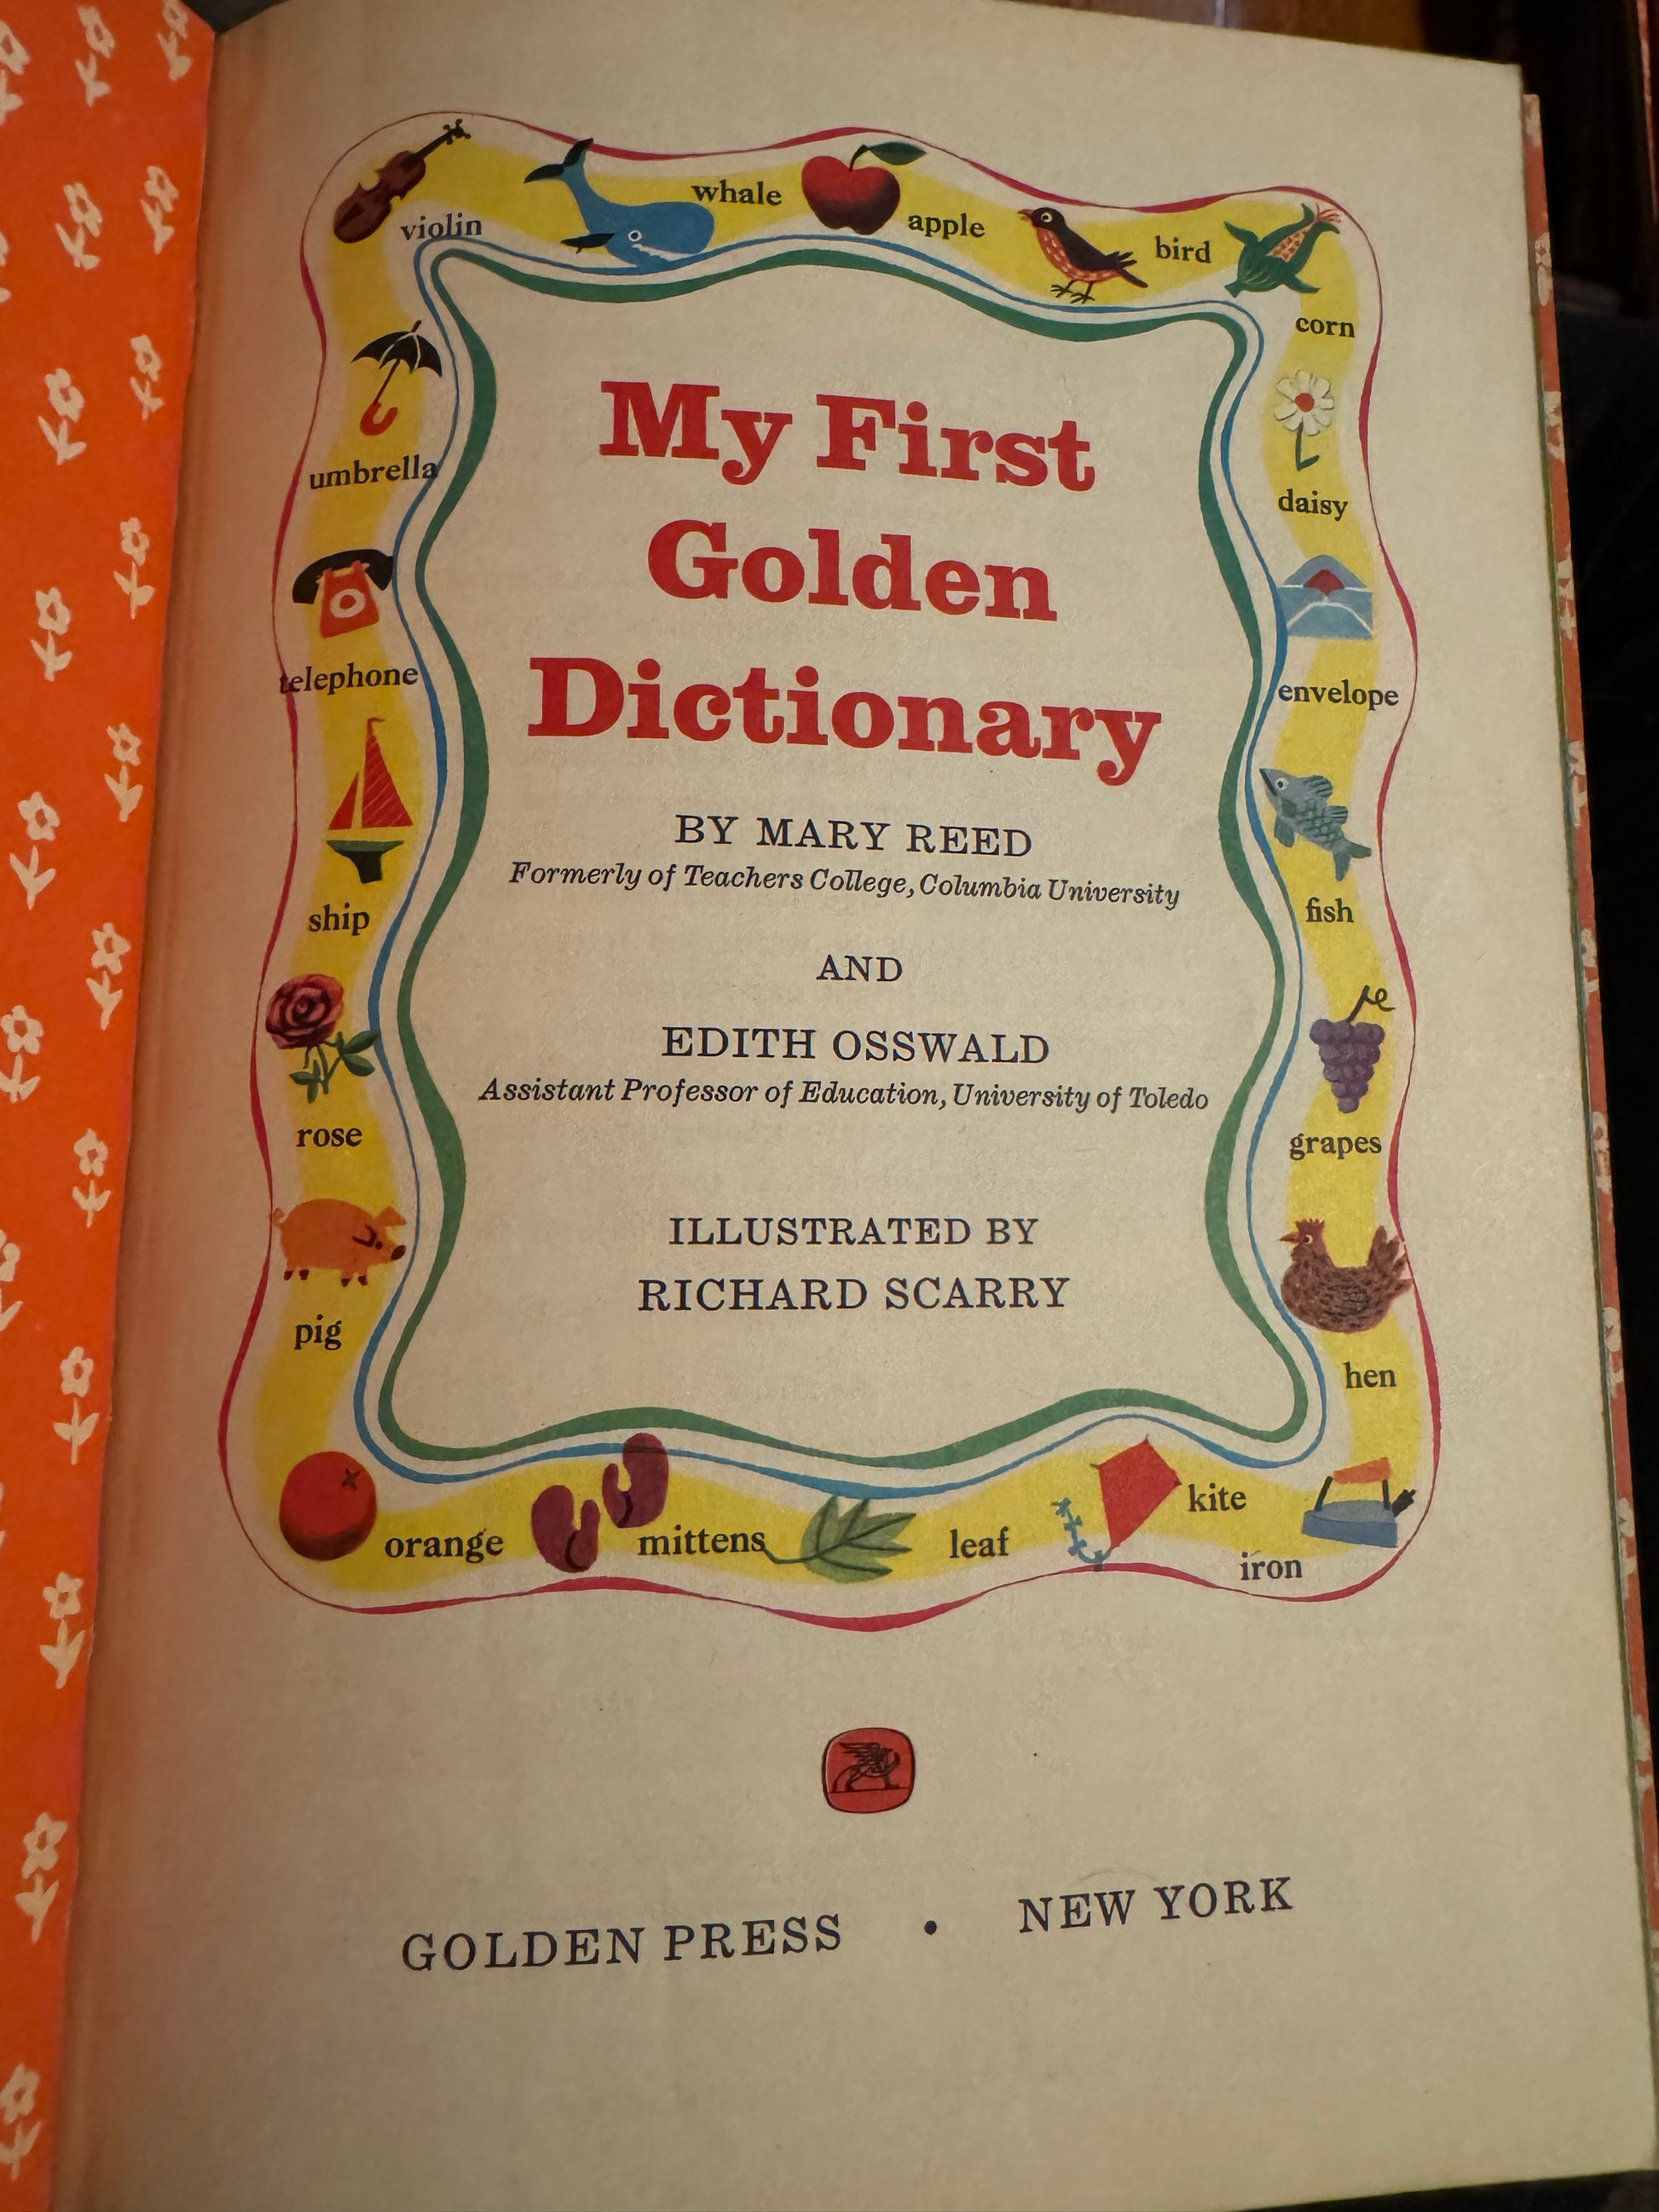 violin
whale
apple
bird
corn
daisy
envelope
fish
grapes
hen
iron
kite
leaf
mittens
orange
pig
rose
ship
telephone
umbrella
My First
Golden
Dictionary
BY MARY REED
Formerly of Teachers College, Columbia University
AND
EDITH OSSWALD
Assistant Professor of Education, University of Toledo
ILLUSTRATED BY
RICHARD SCARRY
GOLDEN PRESS • NEW YORK